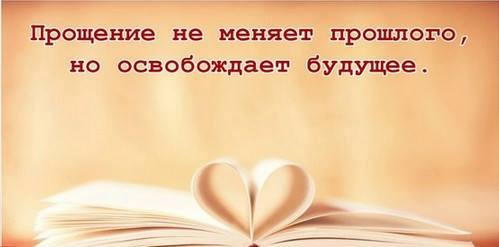 Прощение не меняет прошлого,
но освобождает будущее.